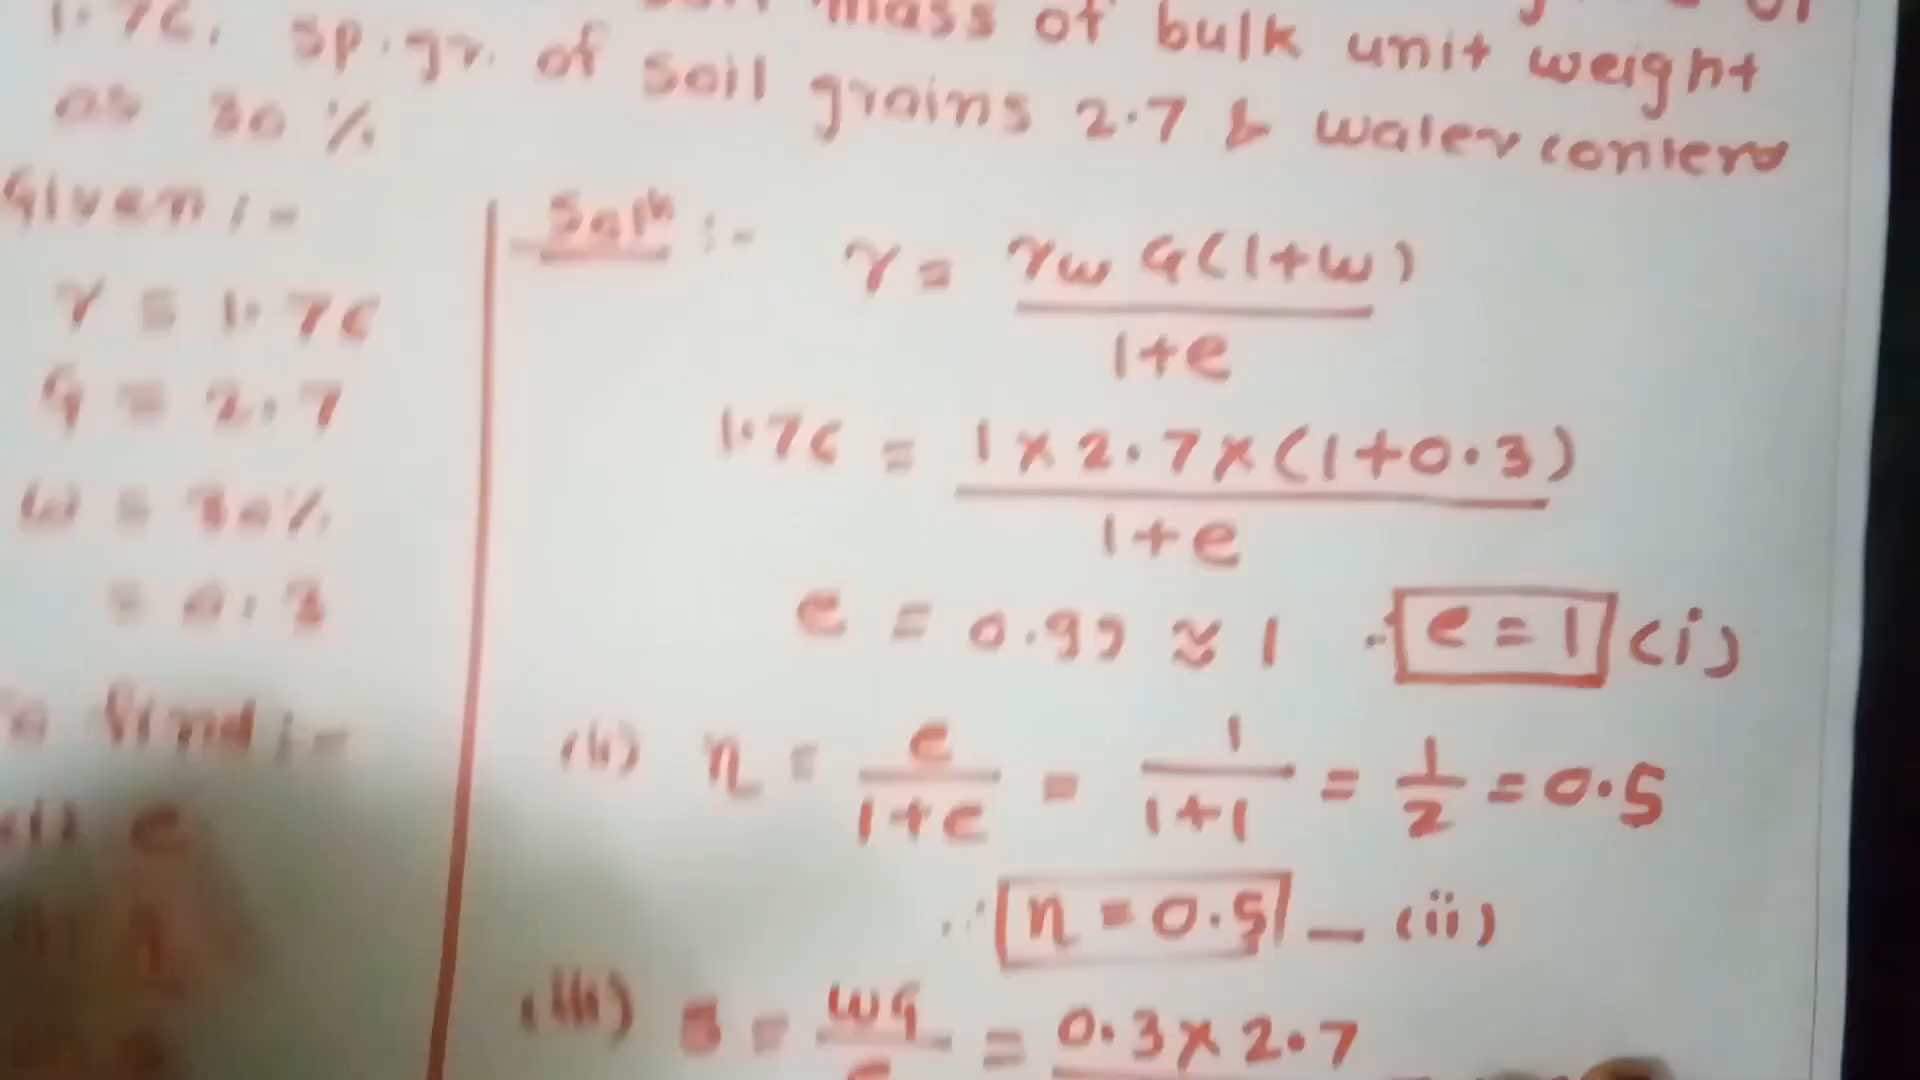 mass of bulk unit weight
1.76, sp.gr. of soil grains 2.7 & water content
as 30%
Given :-
γ = 1.76
G = 2.7
w = 30%
= 0.3
To find :-
(i) e
(ii) n
Soln :- γ = γw G(1+w) / 1+e
1.76 = 1 x 2.7 x (1+0.3) / 1+e
e = 0.99 ≈ 1 ∴ e = 1 (i)
(ii) n = e / 1+e = 1 / 1+1 = 1/2 = 0.5
∴ n = 0.5 — (ii)
(iii) s = wG / e = 0.3 x 2.7